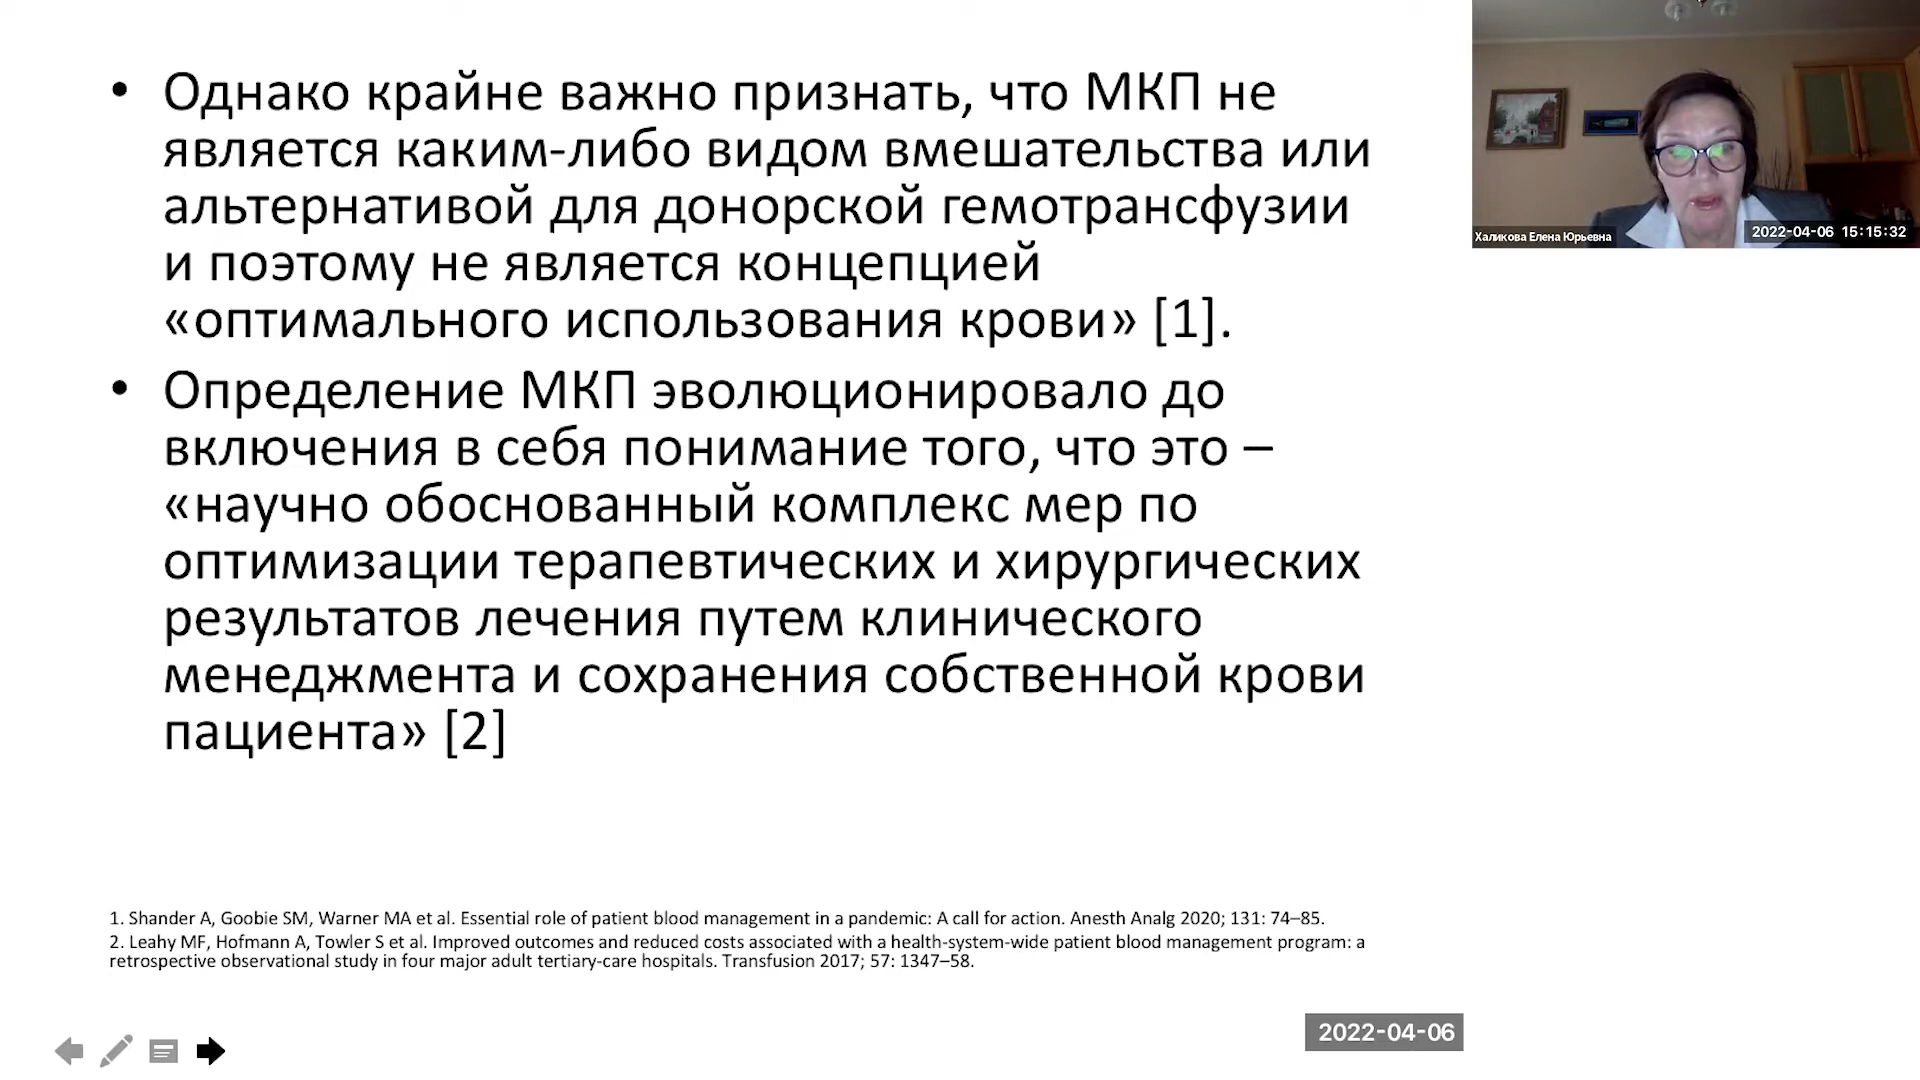 • Однако крайне важно признать, что МКП не
является каким-либо видом вмешательства или
альтернативой для донорской гемотрансфузии
и поэтому не является концепцией
«оптимального использования крови» [1].
• Определение МКП эволюционировало до
включения в себя понимание того, что это –
«научно обоснованный комплекс мер по
оптимизации терапевтических и хирургических
результатов лечения путем клинического
менеджмента и сохранения собственной крови
пациента» [2]
1. Shander A, Goobie SM, Warner MA et al. Essential role of patient blood management in a pandemic: A call for action. Anesth Analg 2020; 131: 74–85.
2. Leahy MF, Hofmann A, Towler S et al. Improved outcomes and reduced costs associated with a health-system-wide patient blood management program: a
retrospective observational study in four major adult tertiary-care hospitals. Transfusion 2017; 57: 1347–58.
Халикова Елена Юрьевна
2022-04-06 15:15:32
2022-04-06